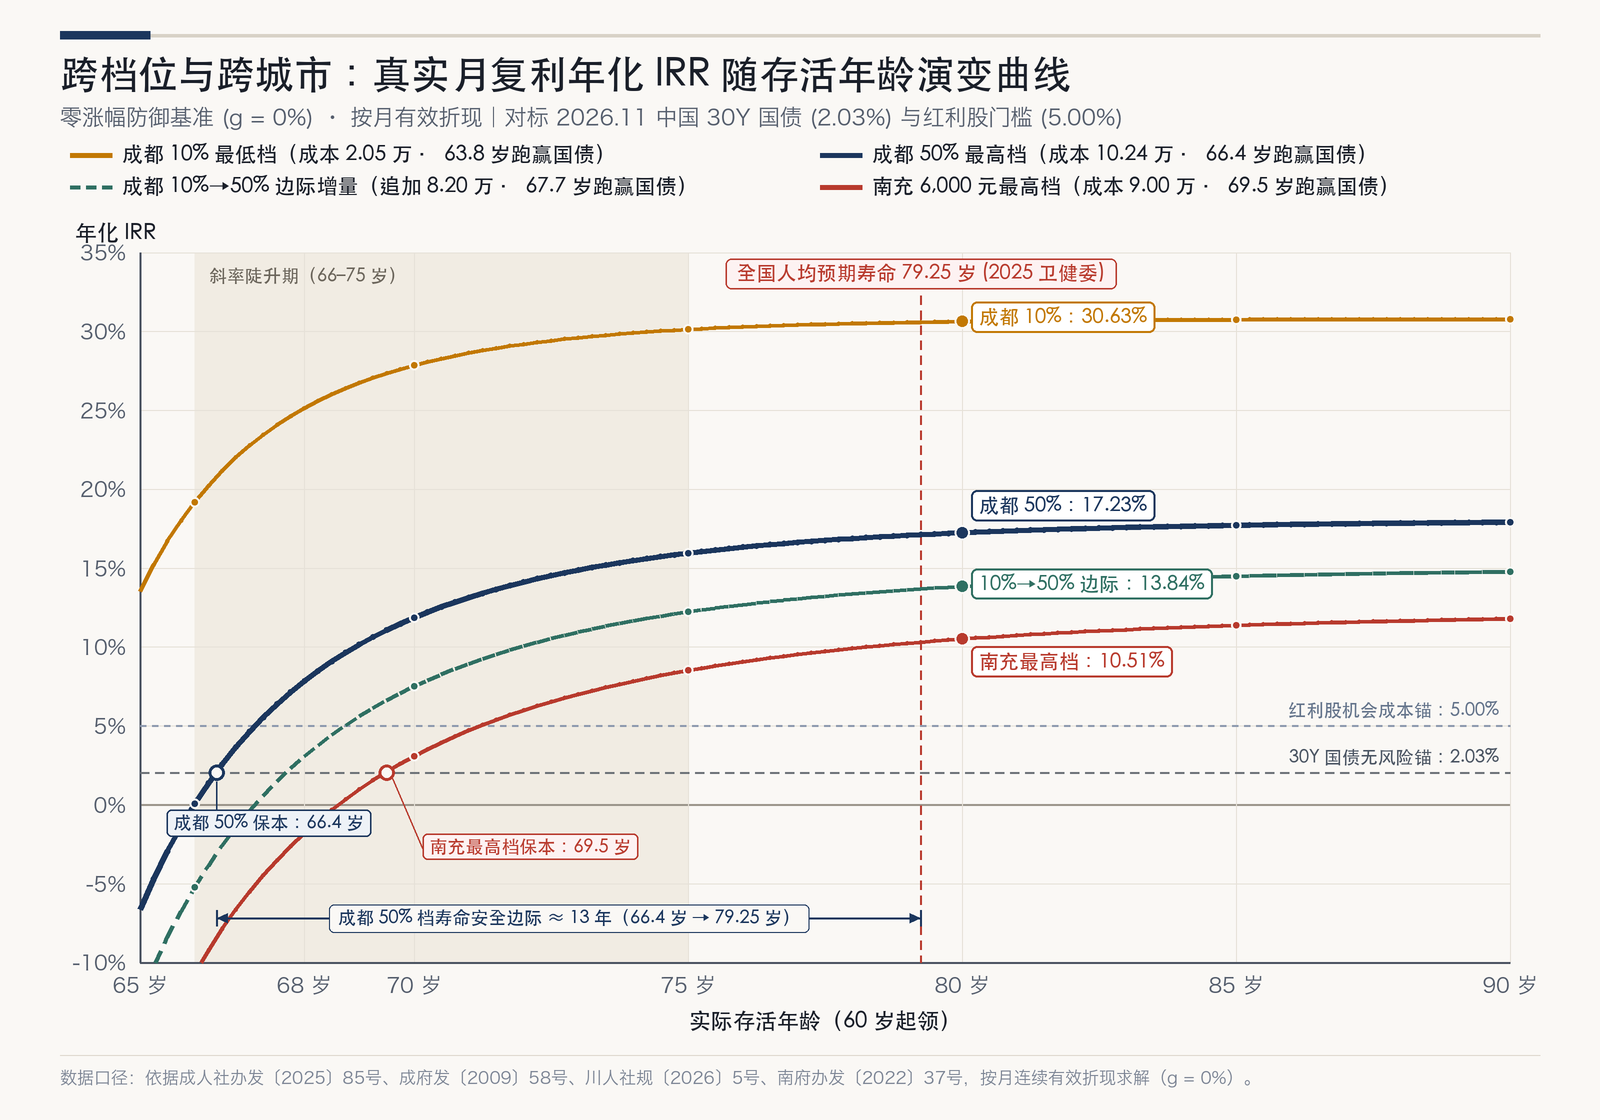 跨档位与跨城市：真实月复利年化 IRR 随存活年龄演变曲线
零涨幅防御基准 (g = 0%) · 按月有效折现｜对标 2026.11 中国 30Y 国债 (2.03%) 与红利股门槛 (5.00%)
成都 10% 最低档（成本 2.05 万 · 63.8 岁跑赢国债）
成都 50% 最高档（成本 10.24 万 · 66.4 岁跑赢国债）
成都 10%→50% 边际增量（追加 8.20 万 · 67.7 岁跑赢国债）
南充 6,000 元最高档（成本 9.00 万 · 69.5 岁跑赢国债）
年化 IRR
35%
斜率陡升期（66–75 岁）
全国人均预期寿命 79.25 岁 (2025 卫健委)
成都 10%：30.63%
30%
25%
20%
成都 50%：17.23%
15%
10%→50% 边际：13.84%
10%
南充最高档：10.51%
红利股机会成本锚：5.00%
5%
30Y 国债无风险锚：2.03%
0%
成都 50% 保本：66.4 岁
南充最高档保本：69.5 岁
-5%
成都 50% 档寿命安全边际 ≈ 13 年（66.4 岁 → 79.25 岁）
-10%
65 岁
68 岁
70 岁
75 岁
80 岁
85 岁
90 岁
实际存活年龄（60 岁起领）
数据口径：依据成人社办发〔2025〕85号、成府发〔2009〕58号、川人社规〔2026〕5号、南府办发〔2022〕37号，按月连续有效折现求解（g = 0%）。